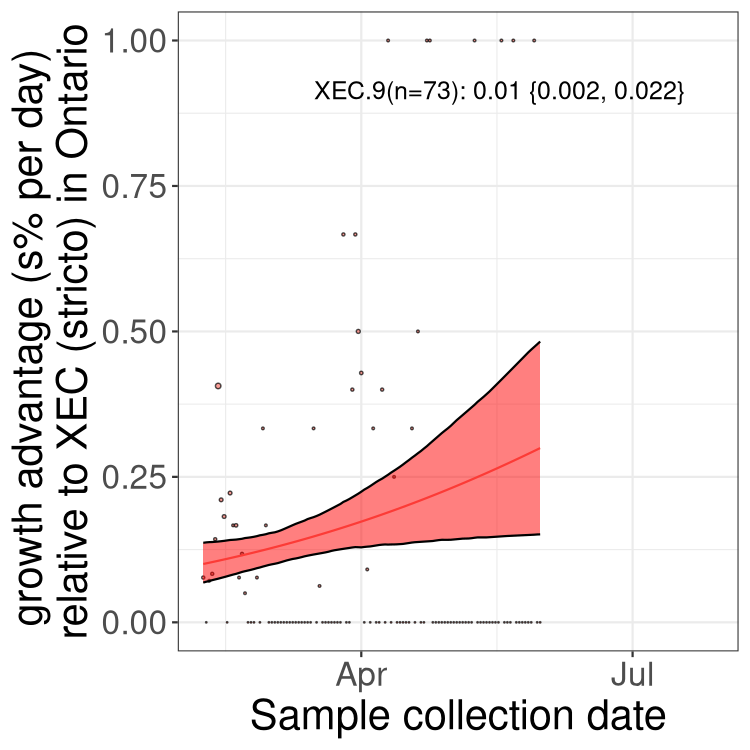 growth advantage (s% per day)
relative to XEC (stricto) in Ontario
1.00
0.75
0.50
0.25
0.00
XEC.9(n=73): 0.01 {0.002, 0.022}
Apr
Jul
Sample collection date